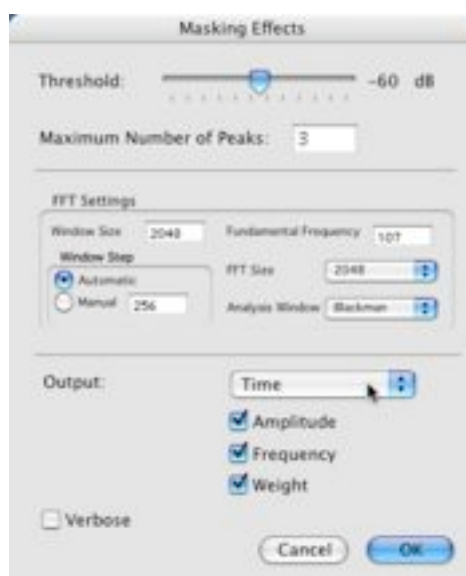 Masking Effects
Threshold: -60 dB
Maximum Number of Peaks: 3
FFT Settings
Window Size 2048
Fundamental Frequency 107
Window Step
Automatic
FFT Size 2048
Manual 256
Analysis Window Blackman
Output: Time
Amplitude
Frequency
Weight
Verbose
Cancel OK